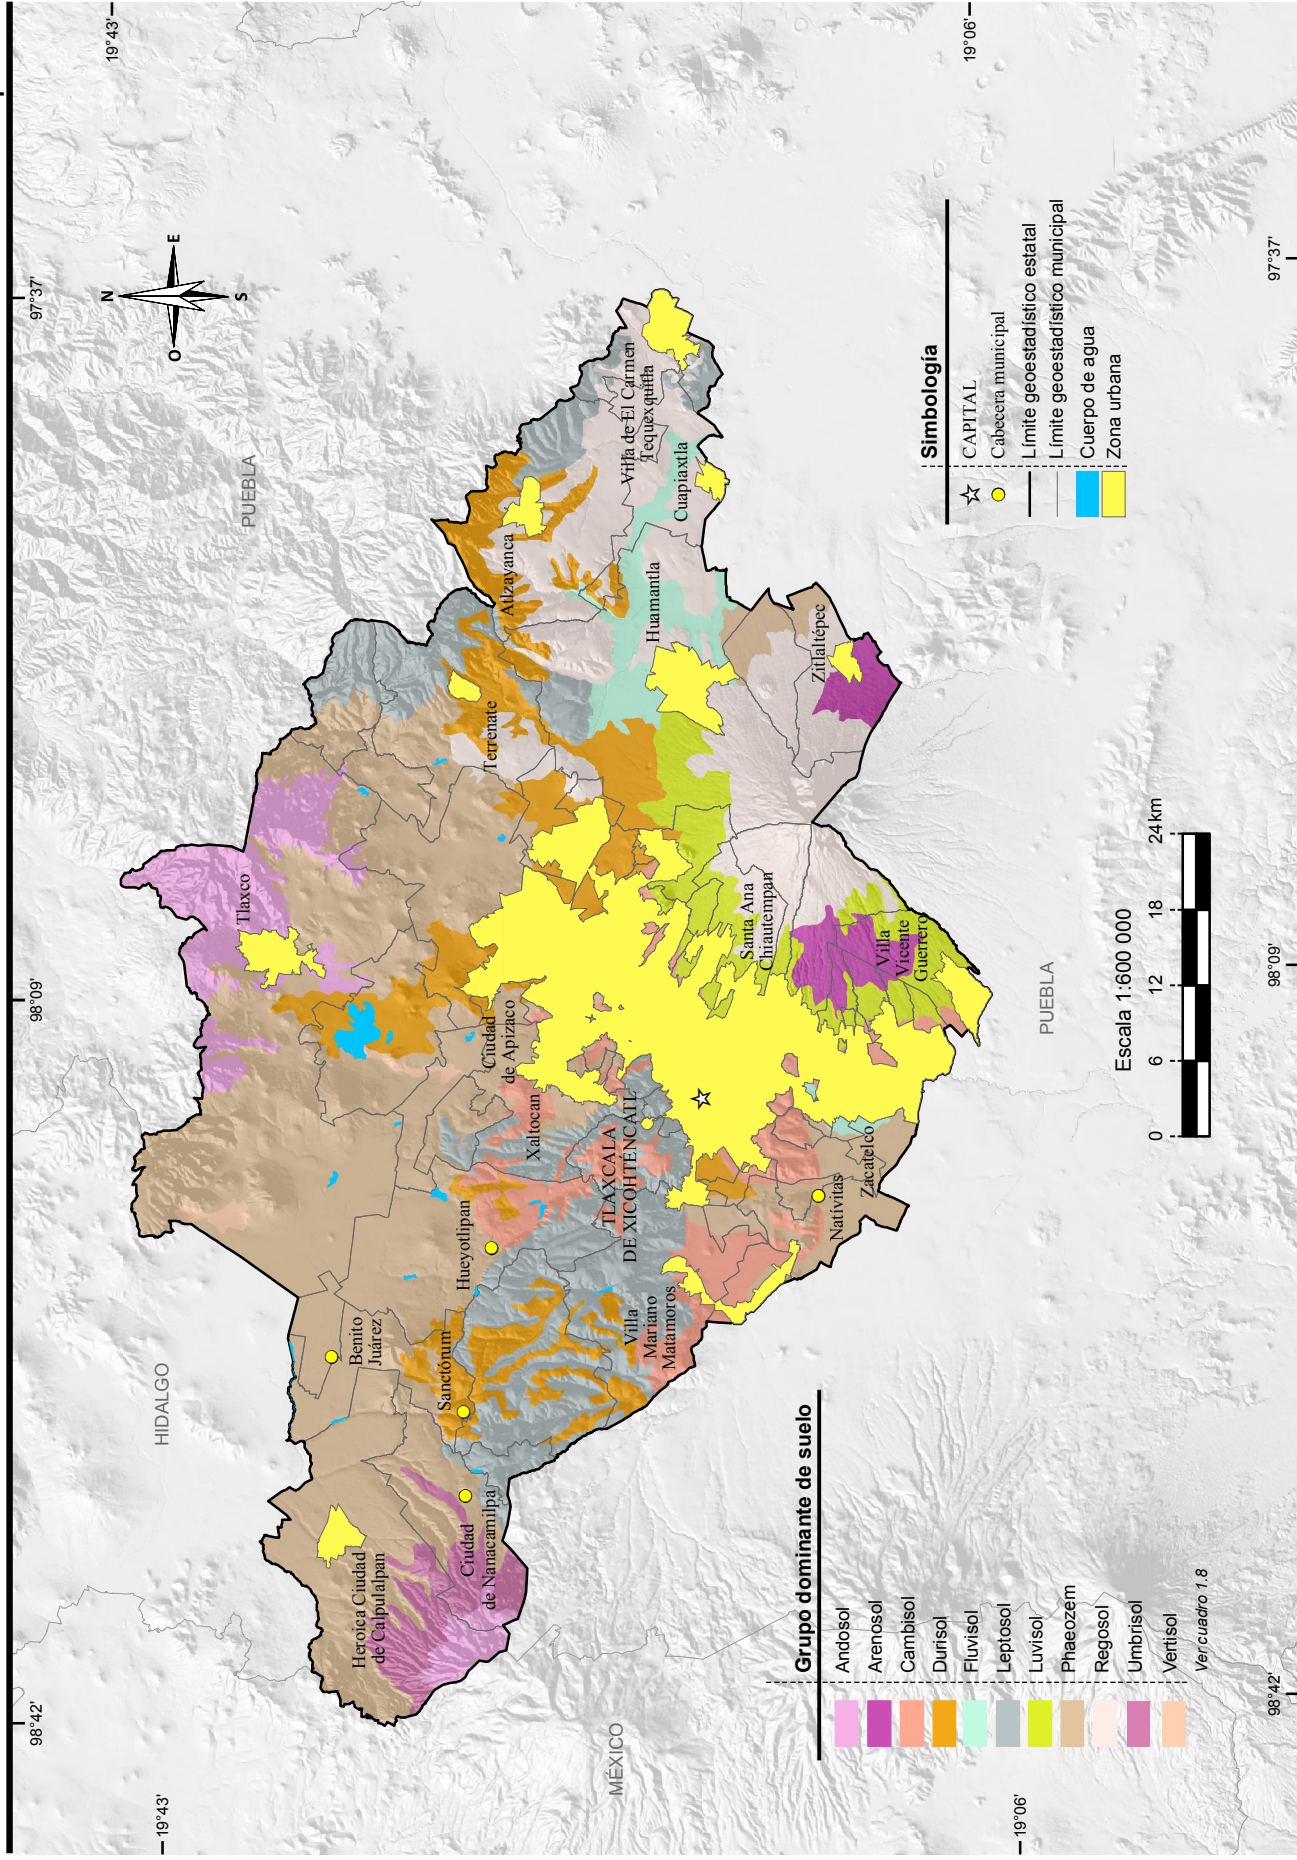 98°42'
98°09'
97°37'
19°43'
19°43'
HIDALGO
PUEBLA
N
O
E
S
Tlaxco
Benito
Juárez
Heroica Ciudad
de Calpulalpan
Sanctórum
Hueyotlipan
Ciudad
de Nanacamilpa
Ciudad
de Apizaco
Xaltocan
Terrenate
Atlzayanca
Villa de El Carmen
Tequexquitla
Cuapiaxtla
Huamantla
TLAXCALA
DE XICOHTÉNCATL
Villa
Mariano
Matamoros
Santa Ana
Chiautempan
Zitlaltépec
Nativitas
Zacatelco
Villa
Vicente
Guerrero
MÉXICO
PUEBLA
Grupo dominante de suelo
Andosol
Arenosol
Cambisol
Durisol
Fluvisol
Leptosol
Luvisol
Phaeozem
Regosol
Umbrisol
Vertisol
Ver cuadro 1.8
Escala 1:600 000
0 6 12 18 24 km
Simbología
CAPITAL
Cabecera municipal
Límite geoestadístico estatal
Límite geoestadístico municipal
Cuerpo de agua
Zona urbana
19°06'
19°06'
98°42'
98°09'
97°37'